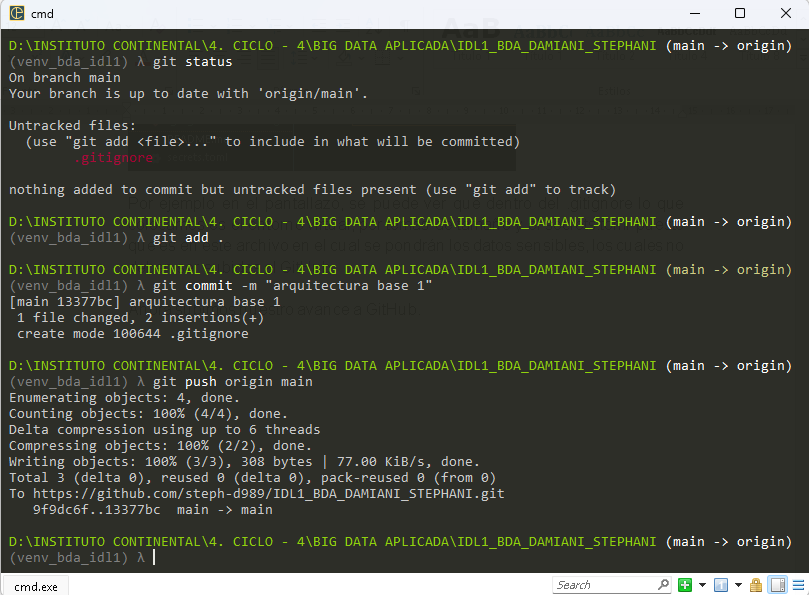 cmd
D:\INSTITUTO CONTINENTAL\4. CICLO - 4\BIG DATA APLICADA\IDL1_BDA_DAMIANI_STEPHANI (main -> origin)
(venv_bda_idl1) λ git status
On branch main
Your branch is up to date with 'origin/main'.
Untracked files:
(use "git add <file>..." to include in what will be committed)
.gitignore
nothing added to commit but untracked files present (use "git add" to track)
D:\INSTITUTO CONTINENTAL\4. CICLO - 4\BIG DATA APLICADA\IDL1_BDA_DAMIANI_STEPHANI (main -> origin)
(venv_bda_idl1) λ git add .
D:\INSTITUTO CONTINENTAL\4. CICLO - 4\BIG DATA APLICADA\IDL1_BDA_DAMIANI_STEPHANI (main -> origin)
(venv_bda_idl1) λ git commit -m "arquitectura base 1"
[main 13377bc] arquitectura base 1
1 file changed, 2 insertions(+)
create mode 100644 .gitignore
D:\INSTITUTO CONTINENTAL\4. CICLO - 4\BIG DATA APLICADA\IDL1_BDA_DAMIANI_STEPHANI (main -> origin)
(venv_bda_idl1) λ git push origin main
Enumerating objects: 4, done.
Counting objects: 100% (4/4), done.
Delta compression using up to 6 threads
Compressing objects: 100% (2/2), done.
Writing objects: 100% (3/3), 308 bytes | 77.00 KiB/s, done.
Total 3 (delta 0), reused 0 (delta 0), pack-reused 0 (from 0)
To https://github.com/steph-d989/IDL1_BDA_DAMIANI_STEPHANI.git
9f9dc6f..13377bc  main -> main
D:\INSTITUTO CONTINENTAL\4. CICLO - 4\BIG DATA APLICADA\IDL1_BDA_DAMIANI_STEPHANI (main -> origin)
(venv_bda_idl1) λ
cmd.exe
Search